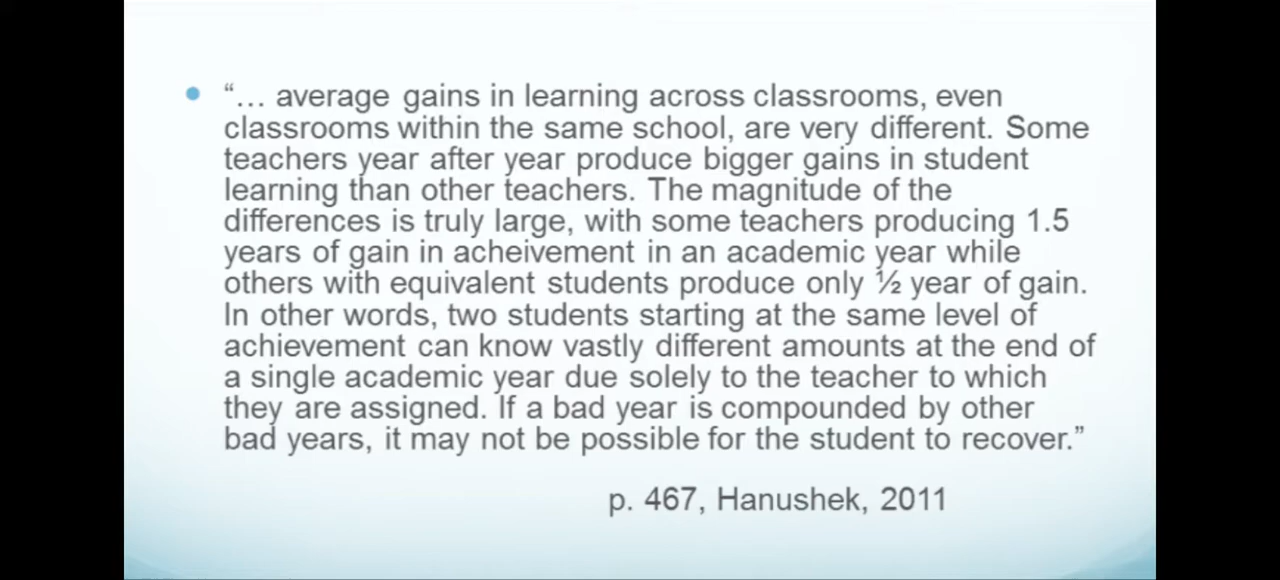 • “… average gains in learning across classrooms, even
classrooms within the same school, are very different. Some
teachers year after year produce bigger gains in student
learning than other teachers. The magnitude of the
differences is truly large, with some teachers producing 1.5
years of gain in acheivement in an academic year while
others with equivalent students produce only ½ year of gain.
In other words, two students starting at the same level of
achievement can know vastly different amounts at the end of
a single academic year due solely to the teacher to which
they are assigned. If a bad year is compounded by other
bad years, it may not be possible for the student to recover.”
p. 467, Hanushek, 2011